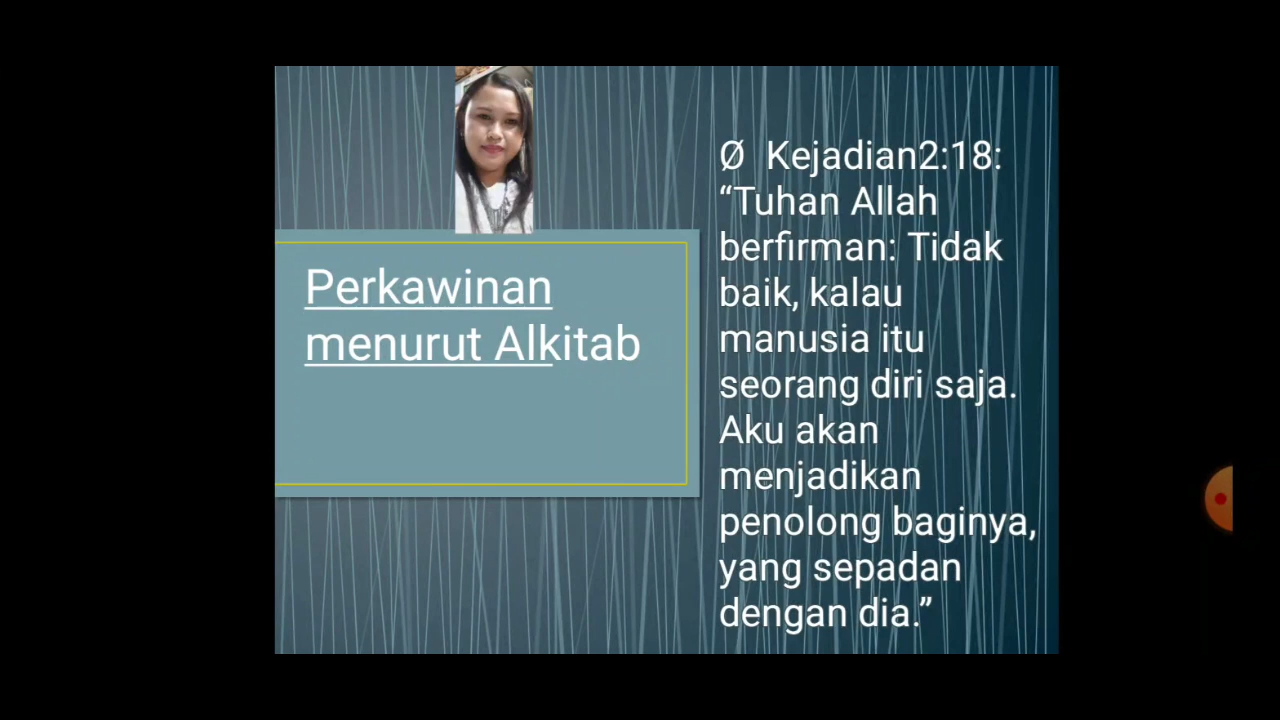 Perkawinan
menurut Alkitab
Ø Kejadian2:18:
“Tuhan Allah
berfirman: Tidak
baik, kalau
manusia itu
seorang diri saja.
Aku akan
menjadikan
penolong baginya,
yang sepadan
dengan dia.”